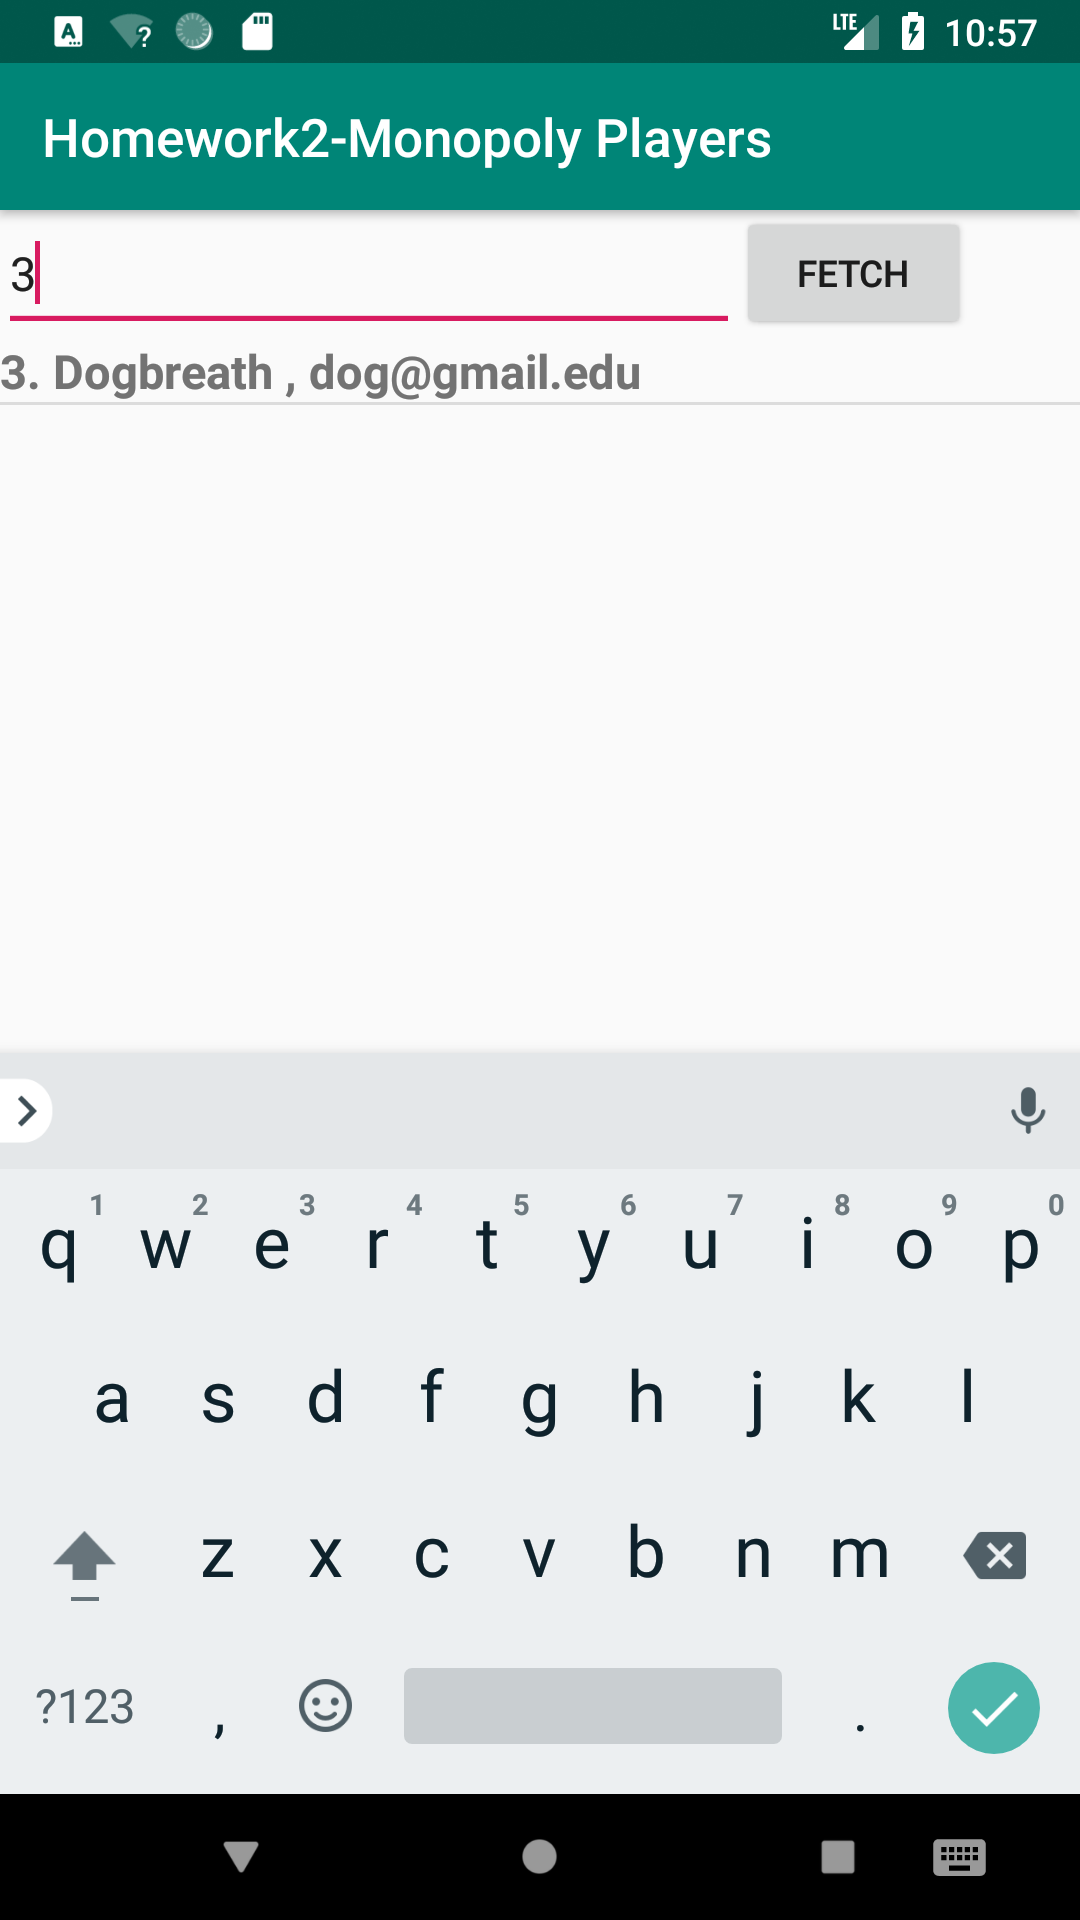 LTE 10:57
Homework2-Monopoly Players
3 FETCH
3. Dogbreath , dog@gmail.edu
1 2 3 4 5 6 7 8 9 0
q w e r t y u i o p
a s d f g h j k l
z x c v b n m
?123 , .